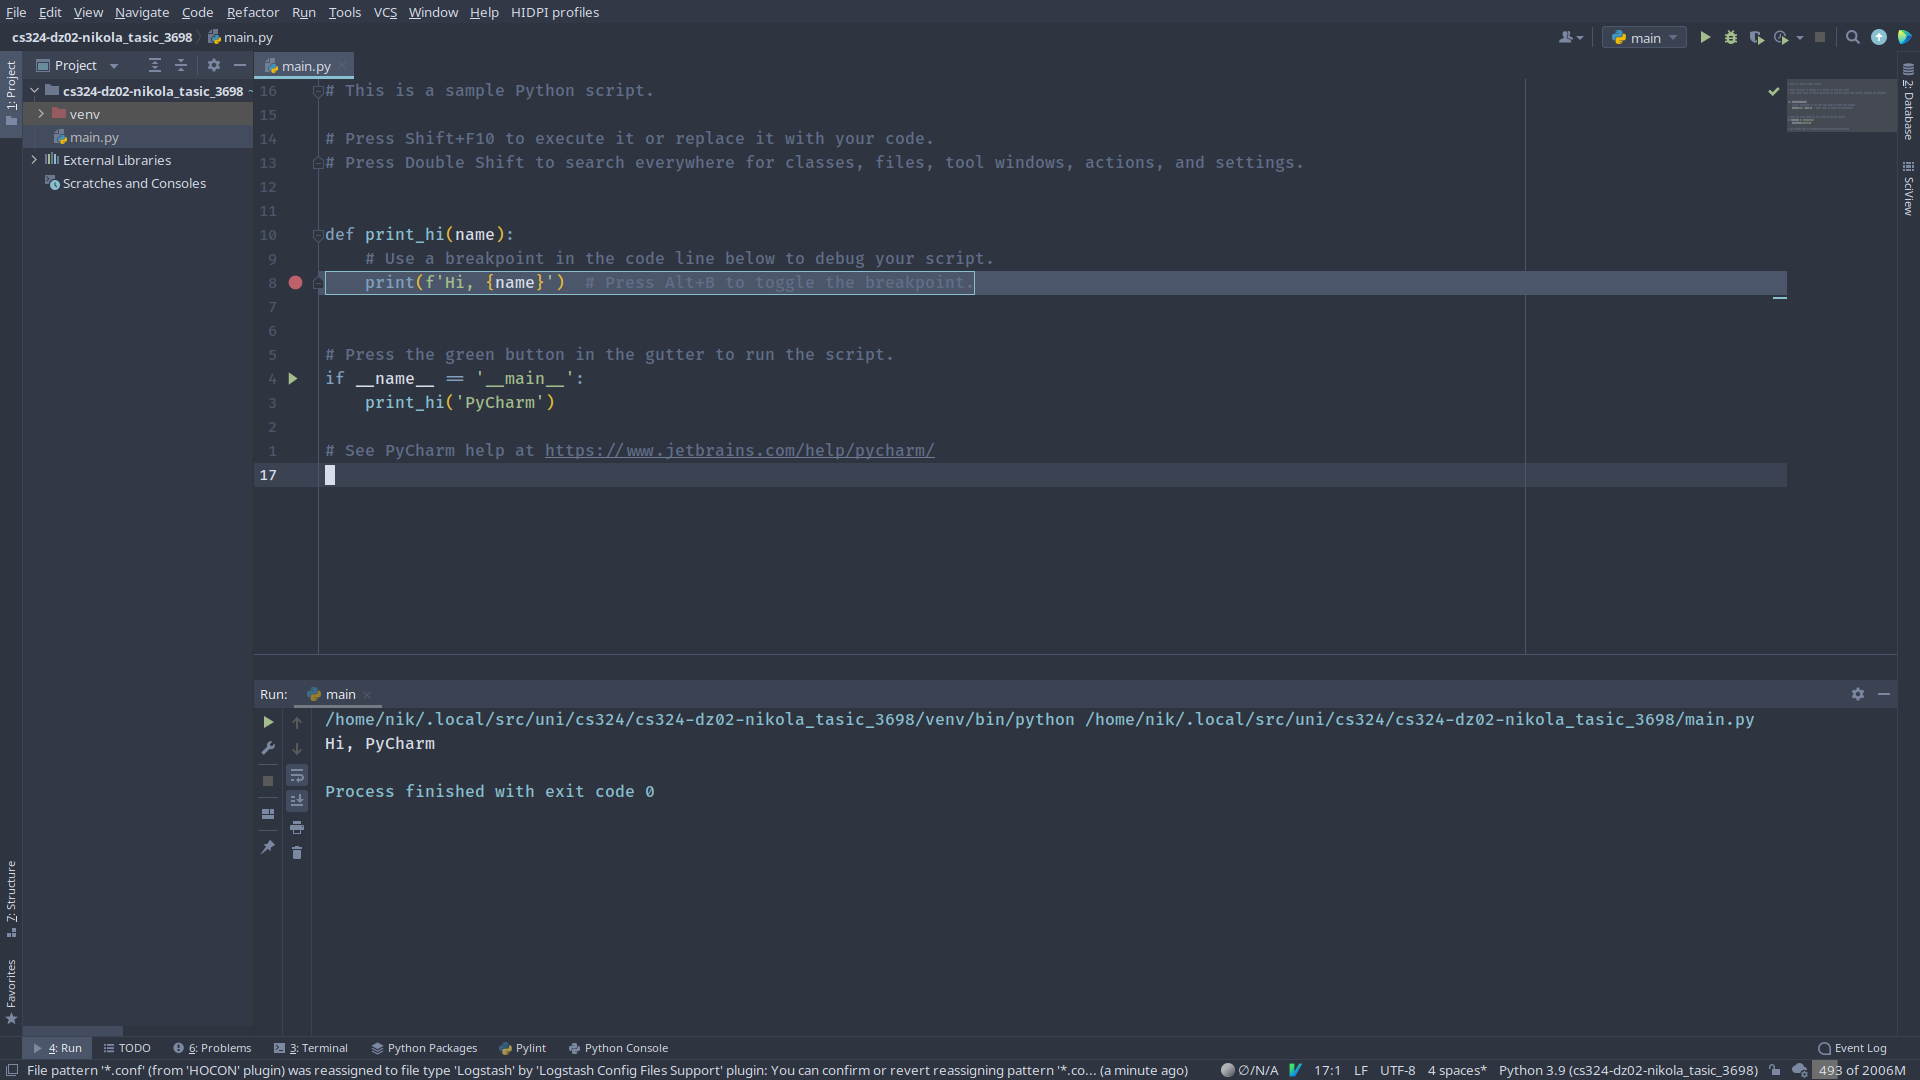 File Edit View Navigate Code Refactor Run Tools VCS Window Help HIDPI profiles
cs324-dz02-nikola_tasic_3698 main.py
main
1: Project
Project
main.py
cs324-dz02-nikola_tasic_3698 ~
venv
main.py
External Libraries
Scratches and Consoles
16 # This is a sample Python script.
15
14 # Press Shift+F10 to execute it or replace it with your code.
13 # Press Double Shift to search everywhere for classes, files, tool windows, actions, and settings.
12
11
10 def print_hi(name):
9 # Use a breakpoint in the code line below to debug your script.
8 print(f'Hi, {name}') # Press Alt+B to toggle the breakpoint.
7
6
5 # Press the green button in the gutter to run the script.
4 if __name__ == '__main__':
3 print_hi('PyCharm')
2
1 # See PyCharm help at https://www.jetbrains.com/help/pycharm/
17
2: Database
SciView
Run: main
/home/nik/.local/src/uni/cs324/cs324-dz02-nikola_tasic_3698/venv/bin/python /home/nik/.local/src/uni/cs324/cs324-dz02-nikola_tasic_3698/main.py
Hi, PyCharm
Process finished with exit code 0
7: Structure
Favorites
4: Run TODO 6: Problems 3: Terminal Python Packages Pylint Python Console Event Log
File pattern '*.conf' (from 'HOCON' plugin) was reassigned to file type 'Logstash' by 'Logstash Config Files Support' plugin: You can confirm or revert reassigning pattern '*.co... (a minute ago) ∅/N/A 17:1 LF UTF-8 4 spaces* Python 3.9 (cs324-dz02-nikola_tasic_3698) 493 of 2006M